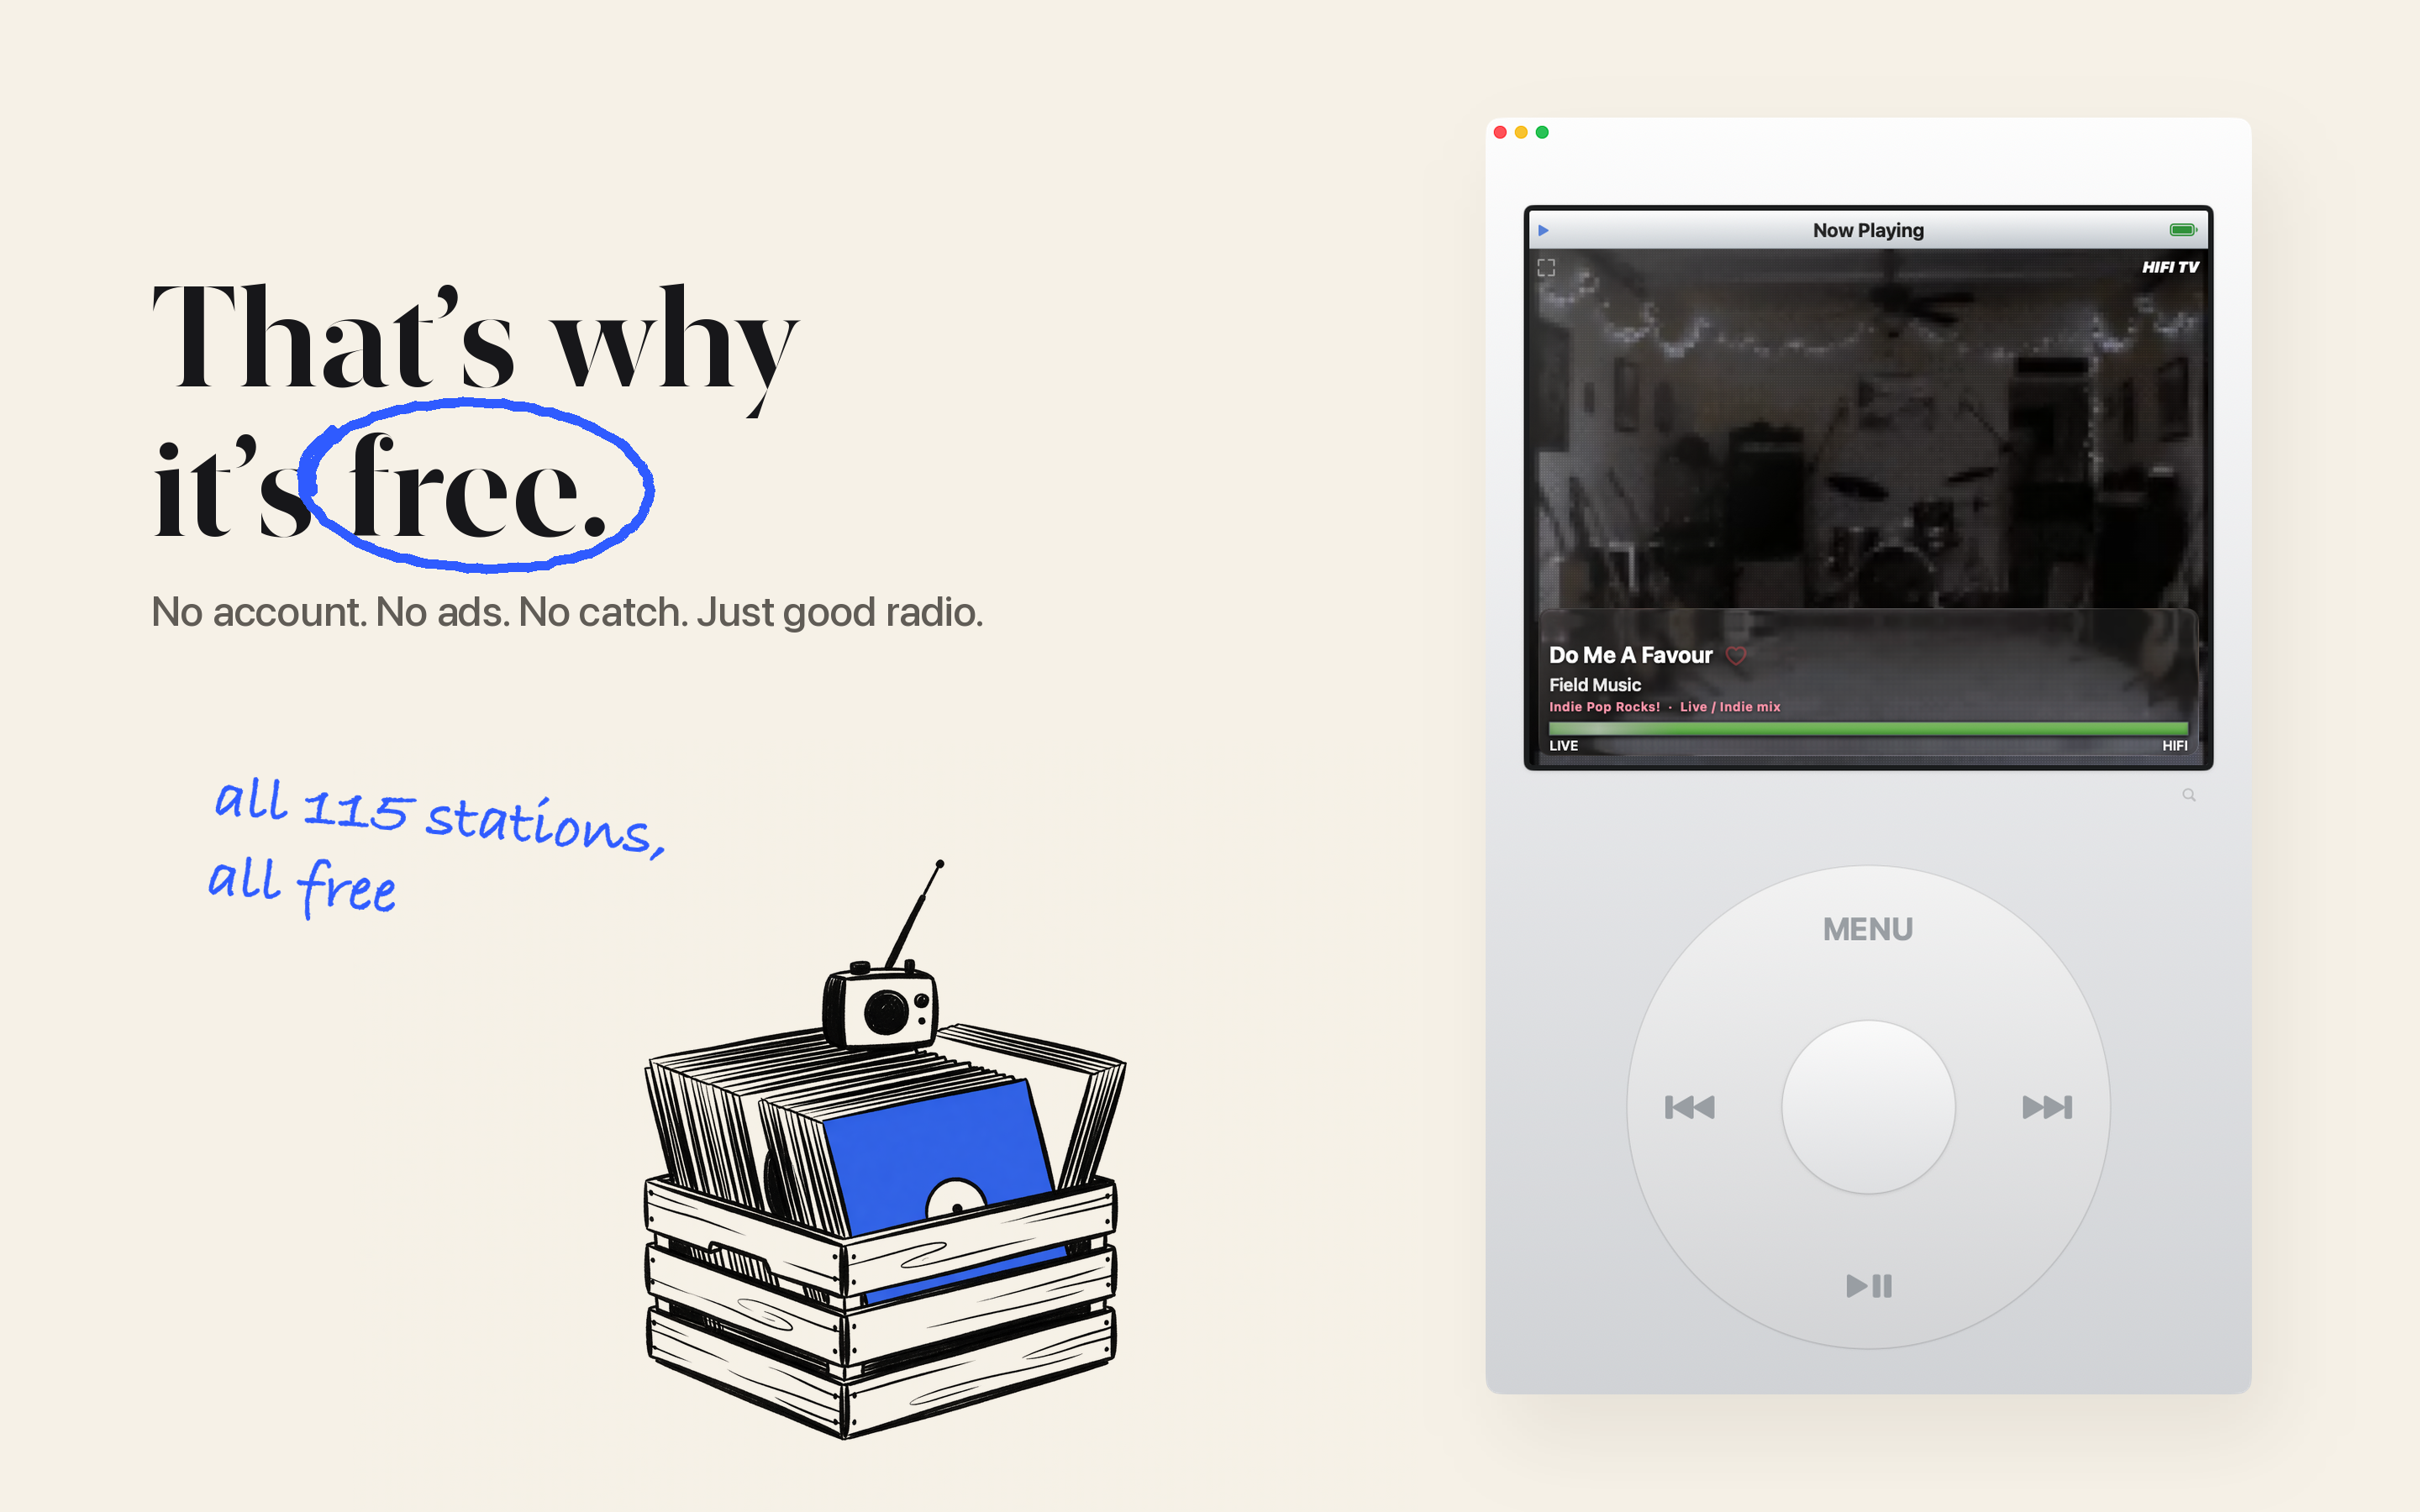 That’s why
it’s free.
No account. No ads. No catch. Just good radio.
all 115 stations,
all free
Now Playing
HIFI TV
Do Me A Favour
Field Music
Indie Pop Rocks! · Live / Indie mix
LIVE
HIFI
MENU